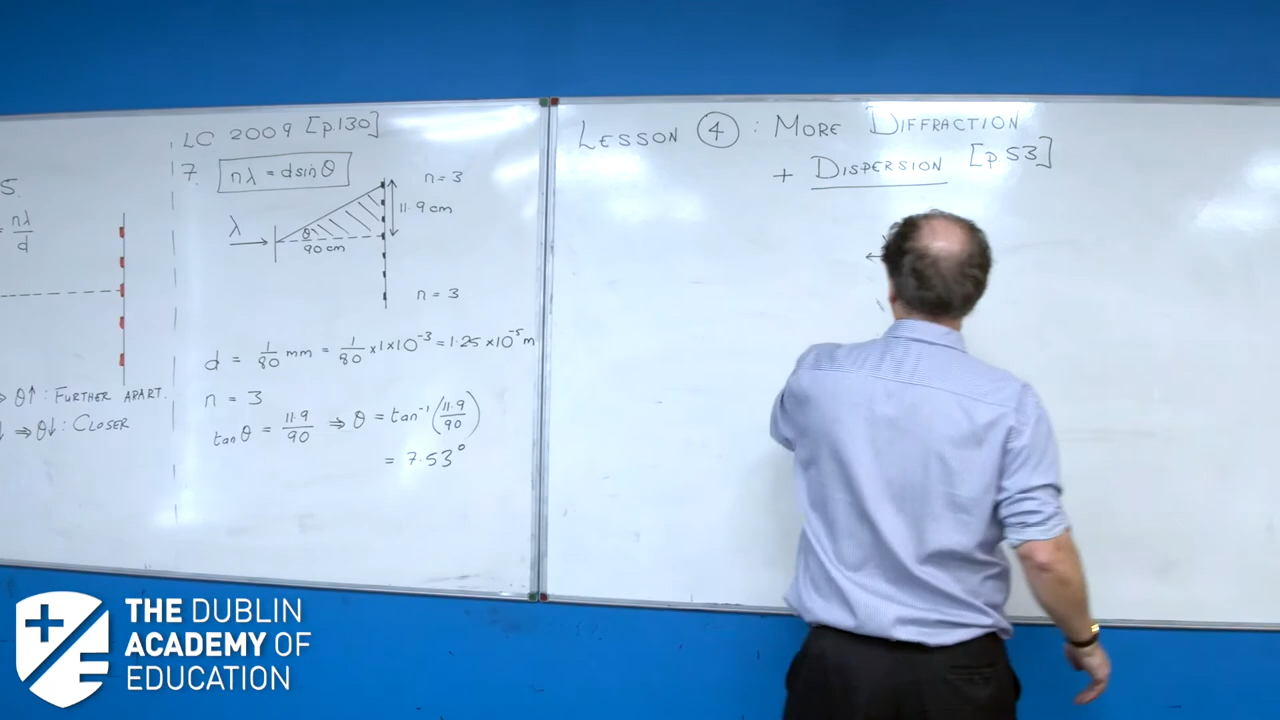 5.
= nλ/d
⇒ θ↑ : FURTHER APART.
↓ ⇒ θ↓ : CLOSER
LC 2009 [p.130]
7. nλ = dsinθ
n = 3
11.9 cm
λ
θ
90 cm
n = 3
d = 1/80 mm = 1/80 × 1×10⁻³ = 1.25 ×10⁻⁵ m
n = 3
tanθ = 11.9/90 ⇒ θ = tan⁻¹(11.9/90)
= 7.53°
LESSON ④ : MORE DIFFRACTION
+ DISPERSION [p 53]
THE DUBLIN
ACADEMY OF
EDUCATION